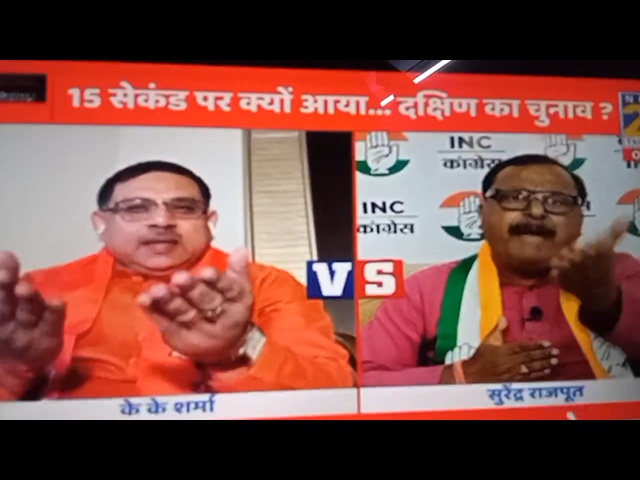 15 सेकंड पर क्यों आया... दक्षिण का चुनाव ?
INC
कांग्रेस
INC
कांग्रेस
VS
के के शर्मा
सुरेंद्र राजपूत